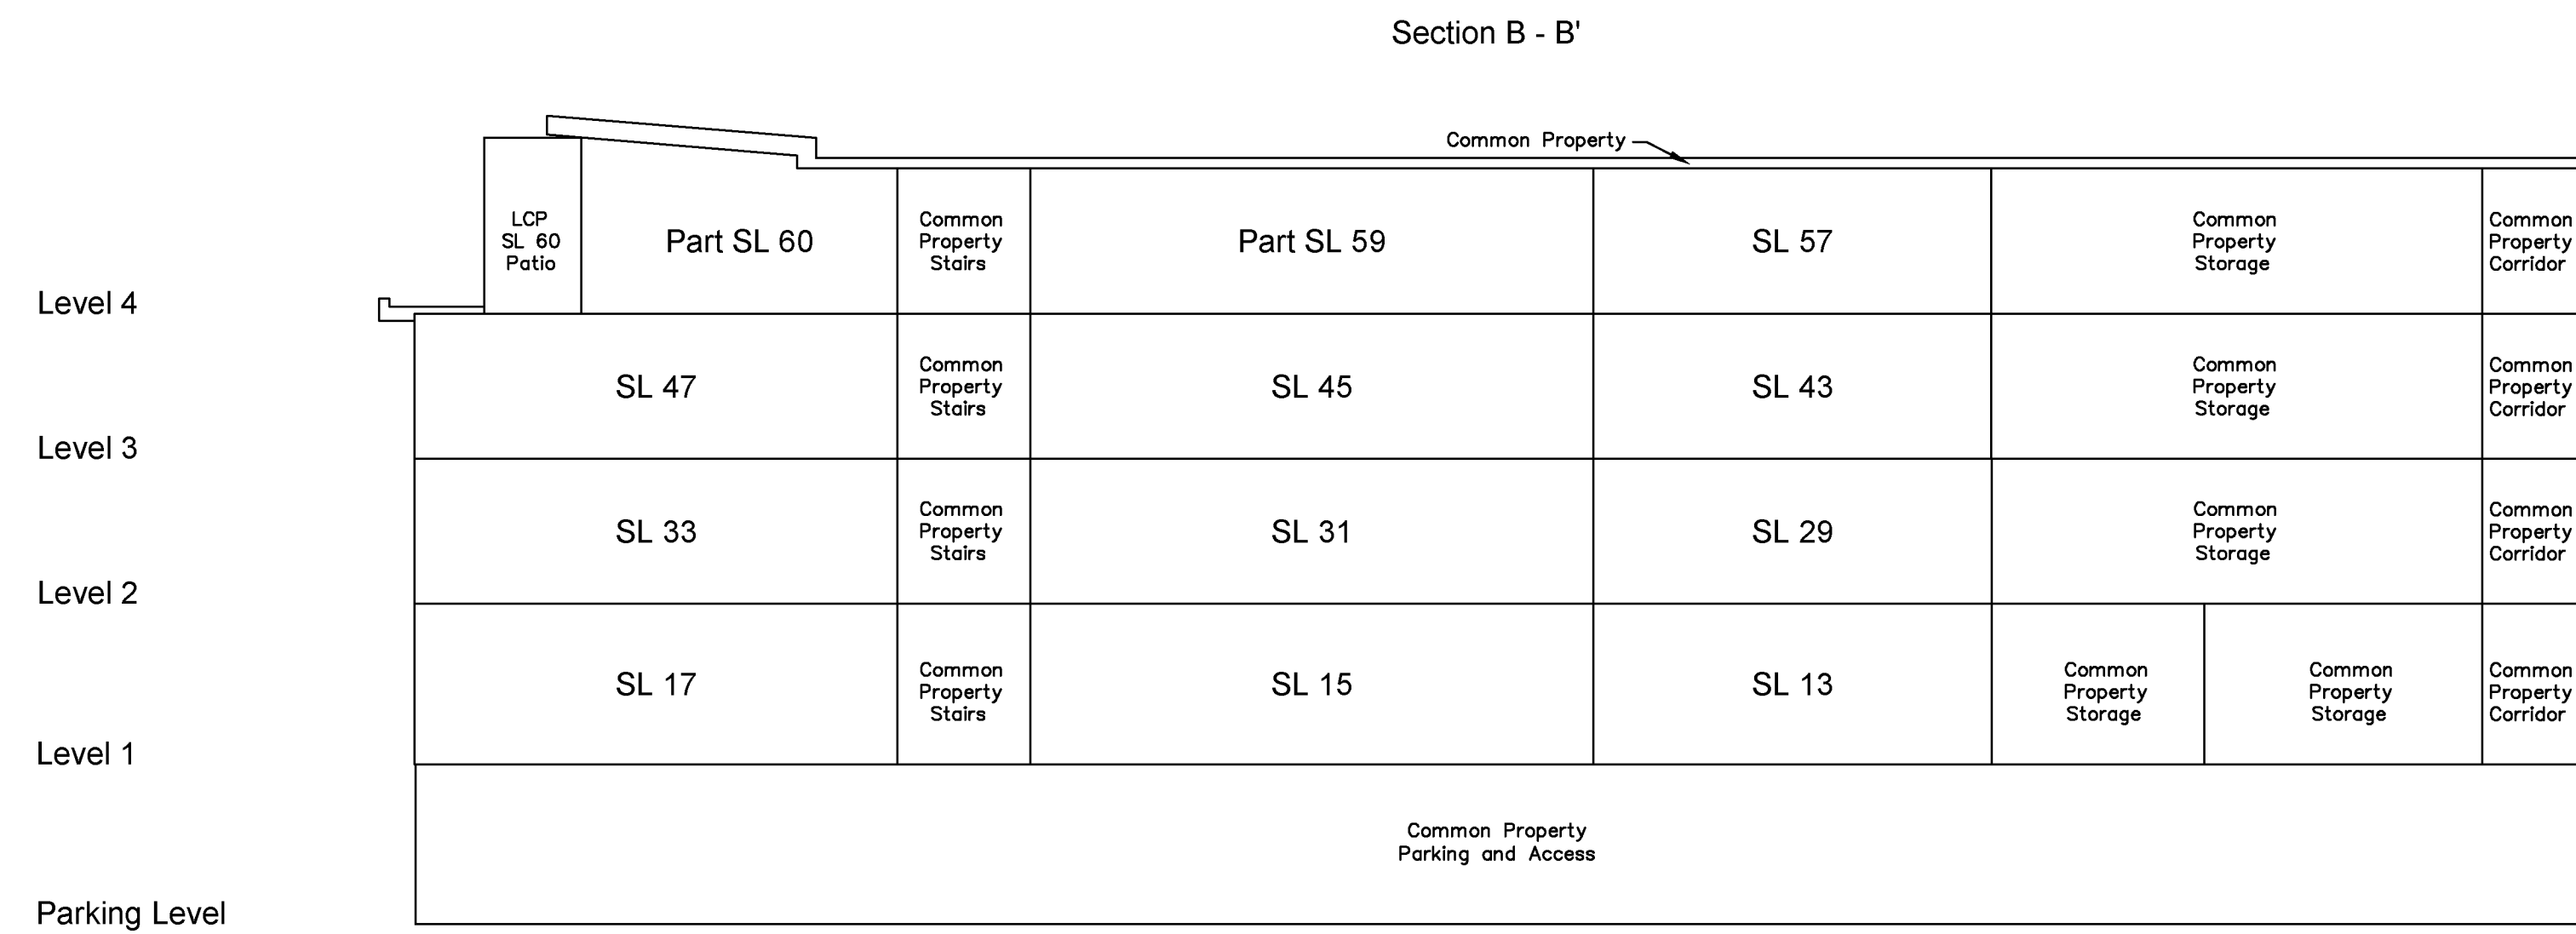 Section B - B'
Common Property
LCP
SL 60
Patio
Part SL 60
Common
Property
Stairs
Part SL 59
SL 57
Common
Property
Storage
Common
Property
Corridor
Level 4
SL 47
Common
Property
Stairs
SL 45
SL 43
Common
Property
Storage
Common
Property
Corridor
Level 3
SL 33
Common
Property
Stairs
SL 31
SL 29
Common
Property
Storage
Common
Property
Corridor
Level 2
SL 17
Common
Property
Stairs
SL 15
SL 13
Common
Property
Storage
Common
Property
Storage
Common
Property
Corridor
Level 1
Common Property
Parking and Access
Parking Level